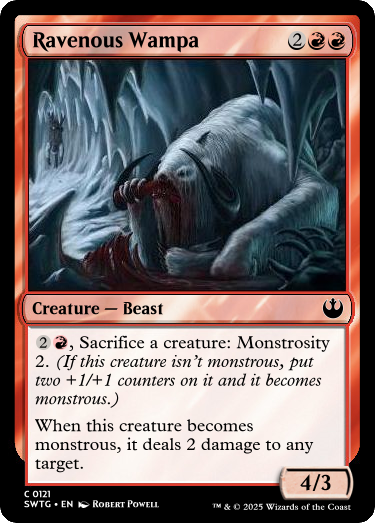 Ravenous Wampa 2
Creature — Beast
2, Sacrifice a creature: Monstrosity
2. (If this creature isn't monstrous, put
two +1/+1 counters on it and it becomes
monstrous.)
When this creature becomes
monstrous, it deals 2 damage to any
target.
4/3
C 0121
SWTG • EN Robert Powell
™ & © 2025 Wizards of the Coast